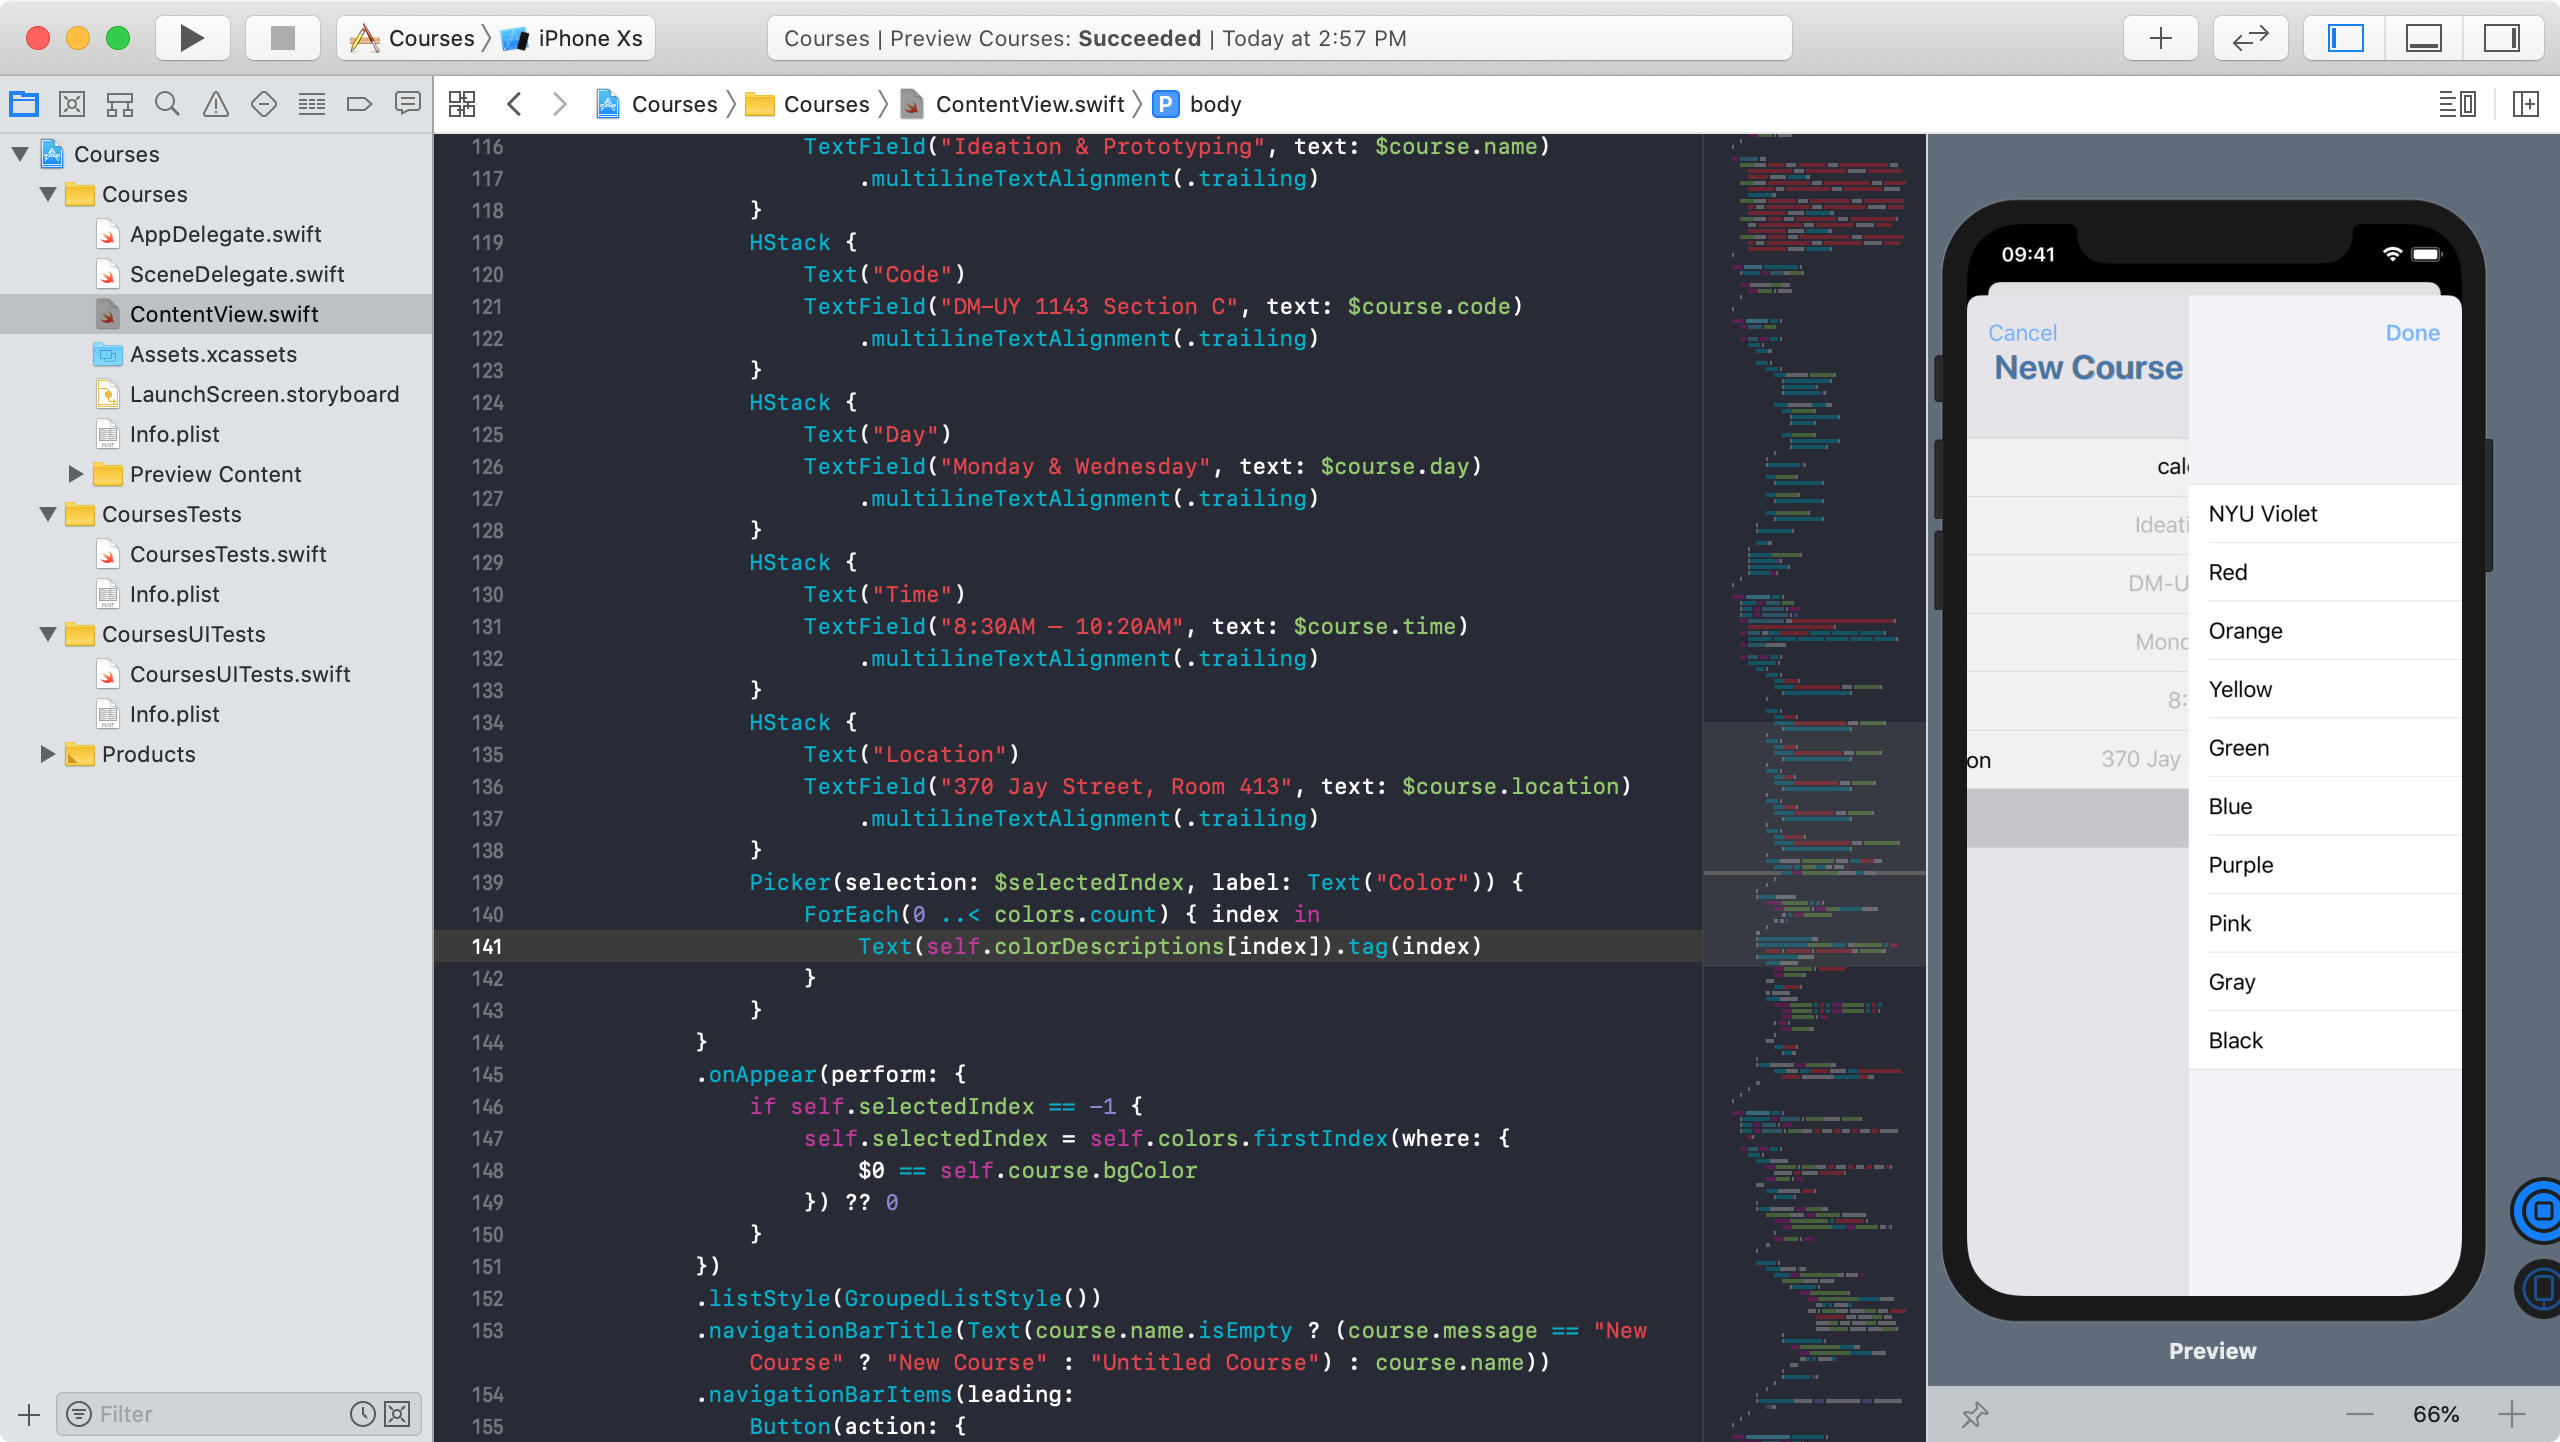 Courses
iPhone Xs
Courses | Preview Courses: Succeeded | Today at 2:57 PM
Courses
Courses
ContentView.swift
P
body
Courses
Courses
AppDelegate.swift
SceneDelegate.swift
ContentView.swift
Assets.xcassets
LaunchScreen.storyboard
Info.plist
Preview Content
CoursesTests
CoursesTests.swift
Info.plist
CoursesUITests
CoursesUITests.swift
Info.plist
Products
Filter
116 TextField("Ideation & Prototyping", text: $course.name)
117 .multilineTextAlignment(.trailing)
118 }
119 HStack {
120 Text("Code")
121 TextField("DM–UY 1143 Section C", text: $course.code)
122 .multilineTextAlignment(.trailing)
123 }
124 HStack {
125 Text("Day")
126 TextField("Monday & Wednesday", text: $course.day)
127 .multilineTextAlignment(.trailing)
128 }
129 HStack {
130 Text("Time")
131 TextField("8:30AM – 10:20AM", text: $course.time)
132 .multilineTextAlignment(.trailing)
133 }
134 HStack {
135 Text("Location")
136 TextField("370 Jay Street, Room 413", text: $course.location)
137 .multilineTextAlignment(.trailing)
138 }
139 Picker(selection: $selectedIndex, label: Text("Color")) {
140 ForEach(0 ..< colors.count) { index in
141 Text(self.colorDescriptions[index]).tag(index)
142 }
143 }
144 }
145 .onAppear(perform: {
146 if self.selectedIndex == -1 {
147 self.selectedIndex = self.colors.firstIndex(where: {
148 $0 == self.course.bgColor
149 }) ?? 0
150 }
151 })
152 .listStyle(GroupedListStyle())
153 .navigationBarTitle(Text(course.name.isEmpty ? (course.message == "New
Course" ? "New Course" : "Untitled Course") : course.name))
154 .navigationBarItems(leading:
155 Button(action: {
09:41
Cancel
Done
New Course
cal
Ideati
DM-U
Mond
8:
on
370 Jay
NYU Violet
Red
Orange
Yellow
Green
Blue
Purple
Pink
Gray
Black
Preview
66%